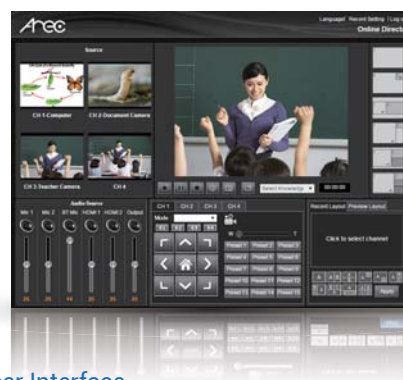 Arec
Language| Recent Setting | Log o
Online Direct
Source
CH 1-Computer
CH 2-Document Camera
CH 3-Teacher Camera
CH 4
Select Knowledge
00:00:00
Audio Source
Mic 1 Mic 2 BT Mic HDMI 1 HDMI 2 Output
CH 1 CH 2 CH 3 CH 4
Mode
W T
Preset 1 Preset 2 Preset 3
Preset 4 Preset 5 Preset 6
Preset 7 Preset 8 Preset 9
Preset 10 Preset 11 Preset 12
Preset 13 Preset 14 Preset 15
Recent Layout Preview Layout
Click to select channel
Apply
er Interface